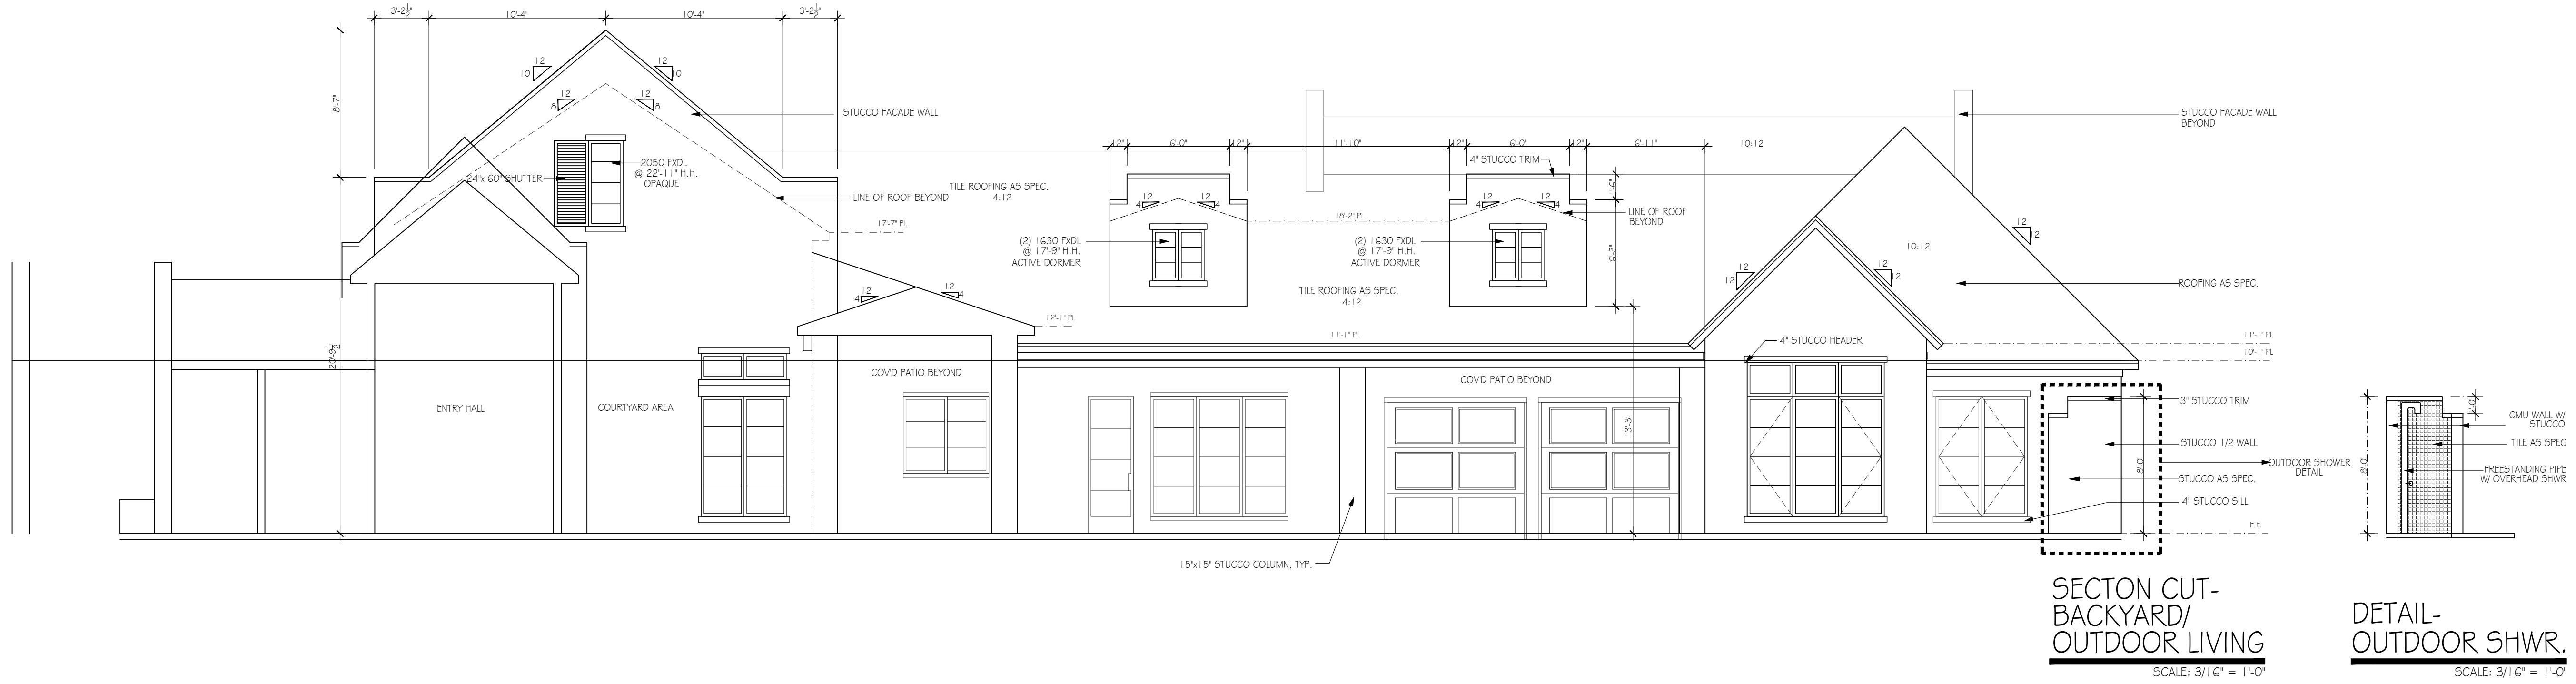 3'-2½"
10'-4"
10'-4"
3'-2½"
8'-7"
12
10
12
10
12
8
12
8
STUCCO FACADE WALL
2050 FXDL
@ 22'-11" H.H.
OPAQUE
24"x 60" SHUTTER
LINE OF ROOF BEYOND
17'-7" PL
TILE ROOFING AS SPEC.
4:12
12"
6'-0"
12"
11'-10"
12"
6'-0"
12"
6'-11"
10:12
4" STUCCO TRIM
12
4
12
4
12
4
12
4
18'-2" PL
1'-6"
LINE OF ROOF
BEYOND
6'-3"
(2) 1630 FXDL
@ 17'-9" H.H.
ACTIVE DORMER
(2) 1630 FXDL
@ 17'-9" H.H.
ACTIVE DORMER
TILE ROOFING AS SPEC.
4:12
STUCCO FACADE WALL
BEYOND
12
12
10:12
12
12
12
12
ROOFING AS SPEC.
12
4
12
4
12'-1" PL
11'-1" PL
11'-1" PL
10'-1" PL
20'-9½"
4" STUCCO HEADER
COV'D PATIO BEYOND
COV'D PATIO BEYOND
ENTRY HALL
COURTYARD AREA
13'-3"
3" STUCCO TRIM
STUCCO 1/2 WALL
8'-0"
OUTDOOR SHOWER
DETAIL
STUCCO AS SPEC.
4" STUCCO SILL
F.F.
15"x15" STUCCO COLUMN, TYP.
8'-0"
1'-0"
CMU WALL W/
STUCCO
TILE AS SPEC
FREESTANDING PIPE
W/ OVERHEAD SHWR
SECTON CUT-
BACKYARD/
OUTDOOR LIVING
SCALE: 3/16" = 1'-0"
DETAIL-
OUTDOOR SHWR.
SCALE: 3/16" = 1'-0"